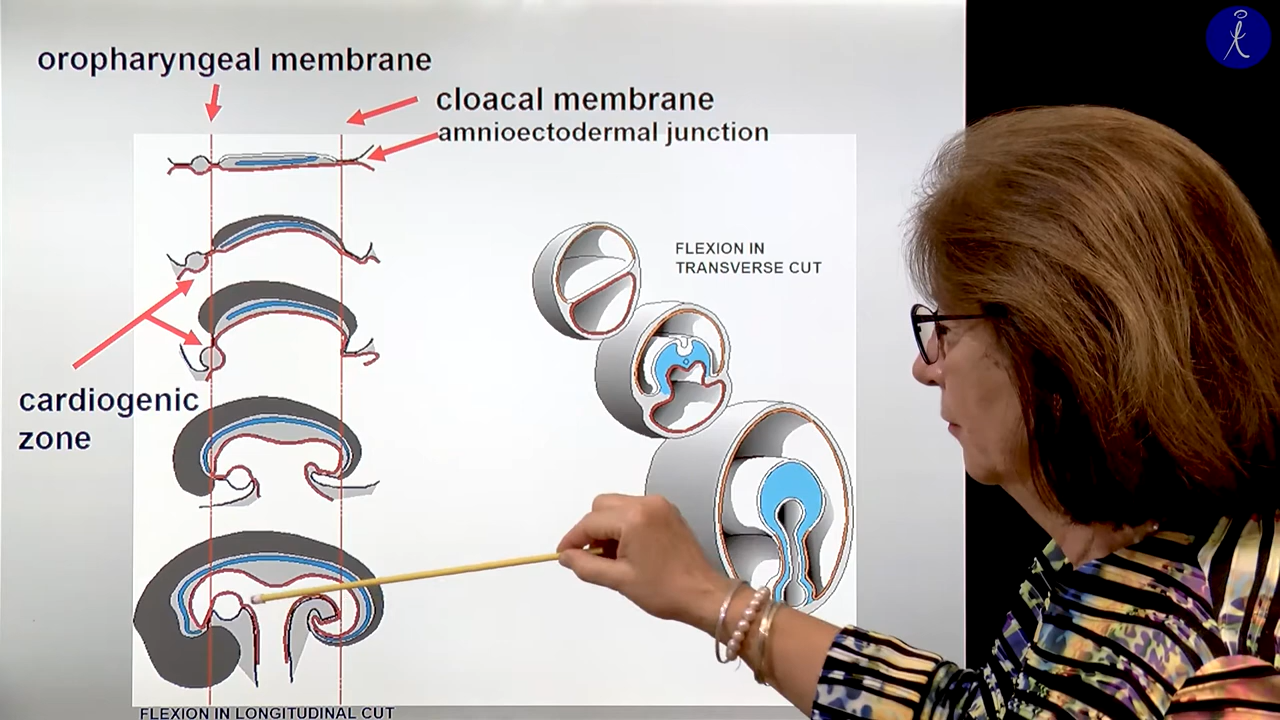 oropharyngeal membrane
cloacal membrane
amnioectodermal junction
FLEXION IN
TRANSVERSE CUT
cardiogenic
zone
FLEXION IN LONGITUDINAL CUT